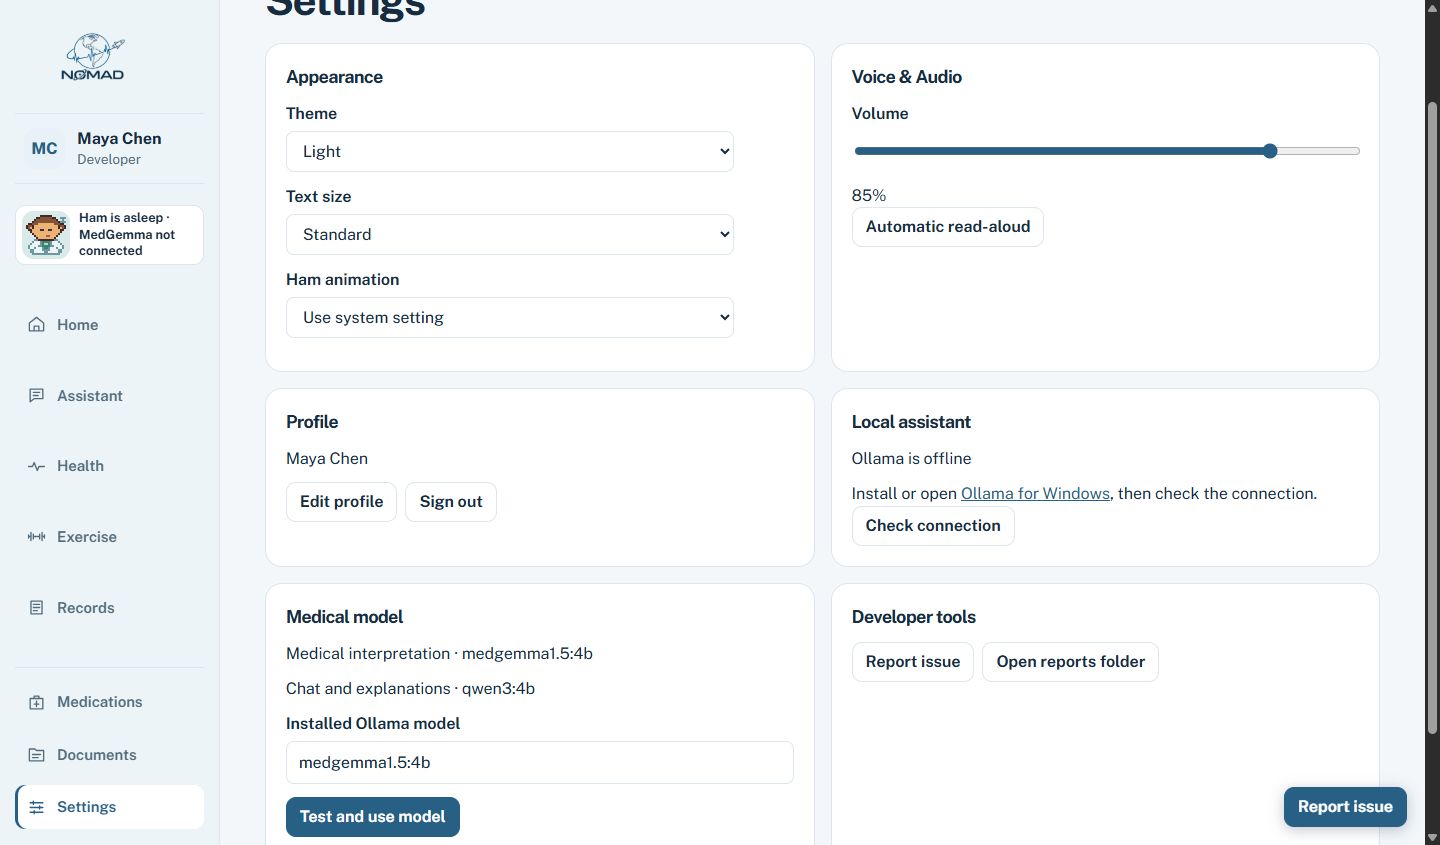 NOMAD
MC
Maya Chen
Developer
Ham is asleep ·
MedGemma not
connected
Home
Assistant
Health
Exercise
Records
Medications
Documents
Settings
Settings
Appearance
Theme
Light
Text size
Standard
Ham animation
Use system setting
Voice & Audio
Volume
85%
Automatic read-aloud
Profile
Maya Chen
Edit profile
Sign out
Local assistant
Ollama is offline
Install or open Ollama for Windows, then check the connection.
Check connection
Medical model
Medical interpretation · medgemma1.5:4b
Chat and explanations · qwen3:4b
Installed Ollama model
medgemma1.5:4b
Test and use model
Developer tools
Report issue
Open reports folder
Report issue